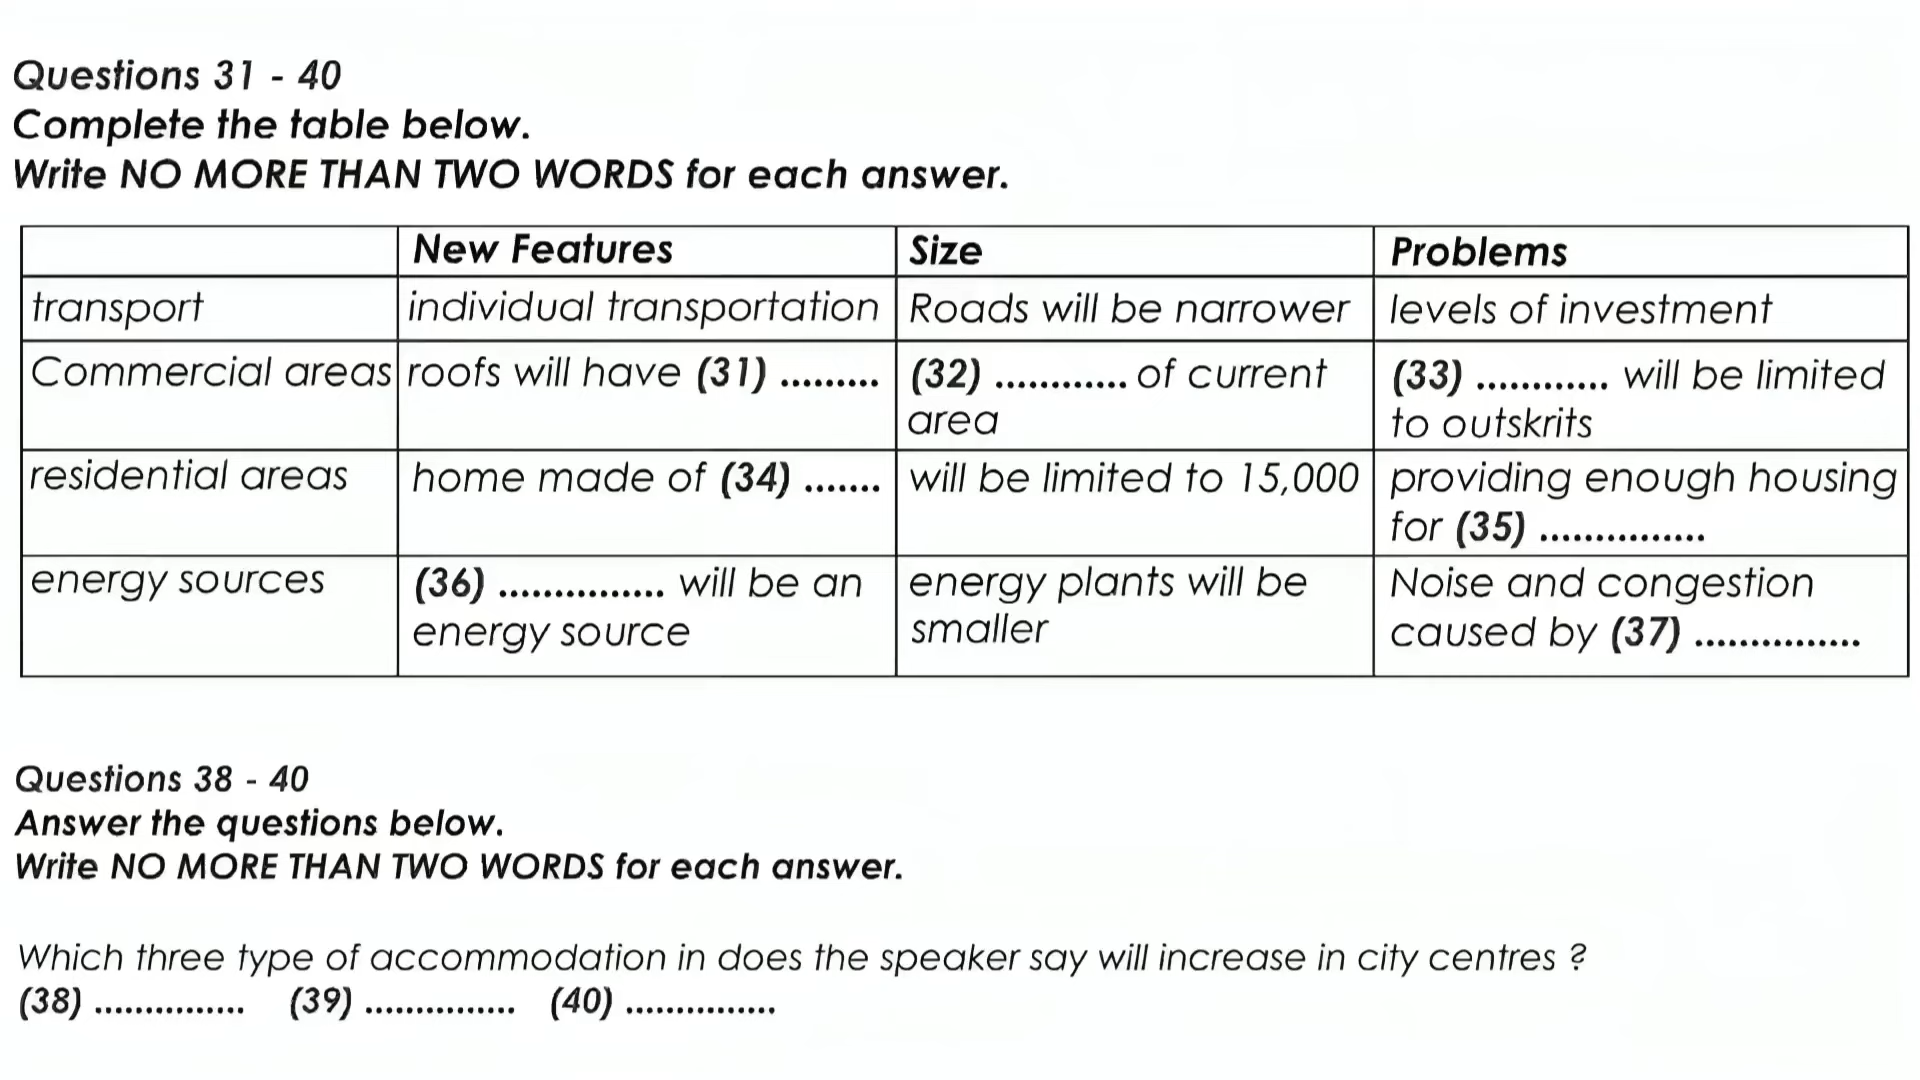 Questions 31 - 40
Complete the table below.
Write NO MORE THAN TWO WORDS for each answer.
New Features Size Problems
transport individual transportation Roads will be narrower levels of investment
Commercial areas roofs will have (31) ......... (32) ............ of current area (33) ............ will be limited to outskrits
residential areas home made of (34) ....... will be limited to 15,000 providing enough housing for (35) ...............
energy sources (36) ............... will be an energy source energy plants will be smaller Noise and congestion caused by (37) ...............
Questions 38 - 40
Answer the questions below.
Write NO MORE THAN TWO WORDS for each answer.
Which three type of accommodation in does the speaker say will increase in city centres ?
(38) .............. (39) .............. (40) ..............